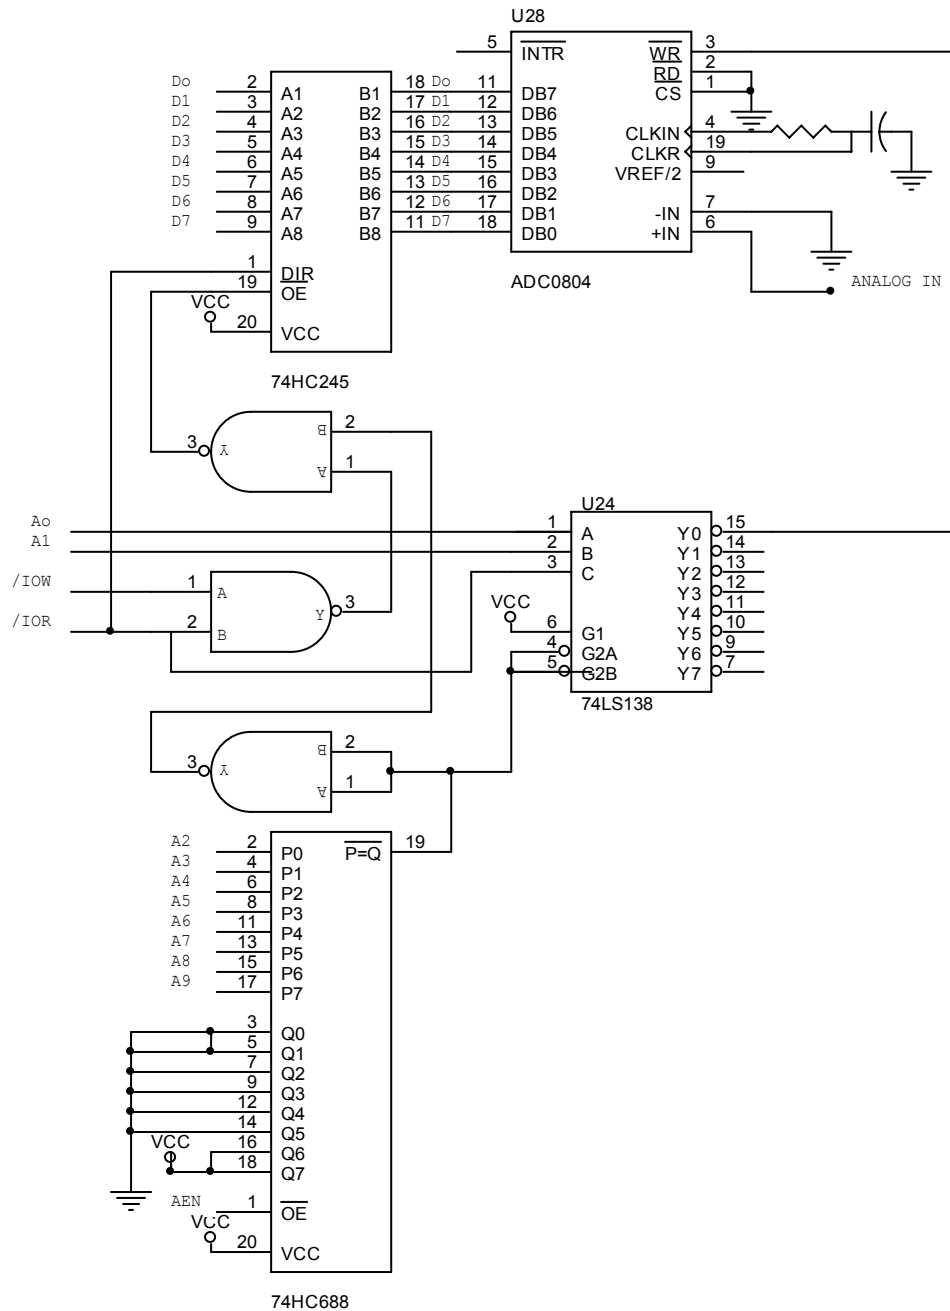 U28
5 INTR WR 3
RD 2
CS 1
Do 2 A1 B1 18 Do 11 DB7
D1 3 A2 B2 17 D1 12 DB6
D2 4 A3 B3 16 D2 13 DB5 CLKIN 4
D3 5 A4 B4 15 D3 14 DB4 CLKR 19
D4 6 A5 B5 14 D4 15 DB3 VREF/2 9
D5 7 A6 B6 13 D5 16 DB2
D6 8 A7 B7 12 D6 17 DB1 -IN 7
D7 9 A8 B8 11 D7 18 DB0 +IN 6
1 DIR
19 OE
ADC0804
ANALOG IN
VCC
20 VCC
74HC245
3 Y B 2
A 1
U24
Ao 1 A Y0 15
A1 2 B Y1 14
3 C Y2 13
/IOW 1 A Y 3 Y3 12
VCC Y4 11
/IOR 2 B 6 G1 Y5 10
4 G2A Y6 9
5 G2B Y7 7
74LS138
3 Y B 2
A 1
A2 2 P0 P=Q 19
A3 4 P1
A4 6 P2
A5 8 P3
A6 11 P4
A7 13 P5
A8 15 P6
A9 17 P7
3 Q0
5 Q1
7 Q2
9 Q3
12 Q4
14 Q5
VCC 16 Q6
18 Q7
AEN 1 OE
VCC
20 VCC
74HC688